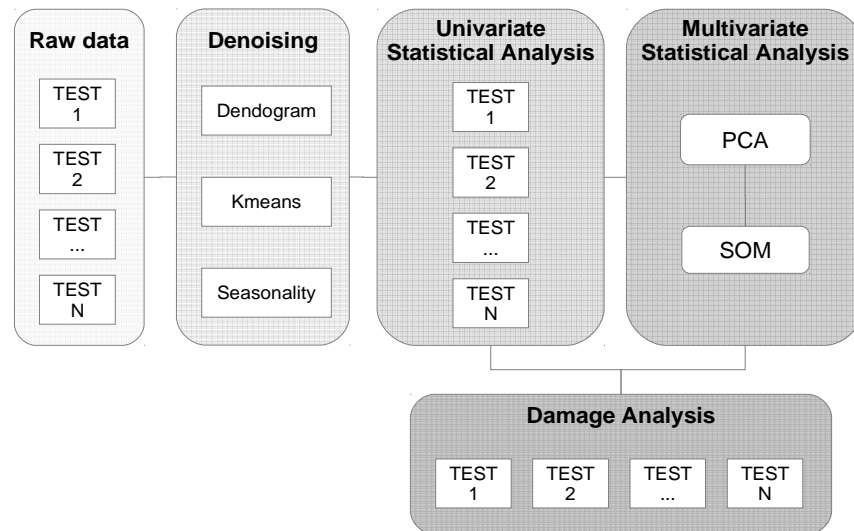 Raw data
TEST
1
TEST
2
TEST
...
TEST
N
Denoising
Dendogram
Kmeans
Seasonality
Univariate
Statistical Analysis
TEST
1
TEST
2
TEST
...
TEST
N
Multivariate
Statistical Analysis
PCA
SOM
Damage Analysis
TEST
1
TEST
2
TEST
...
TEST
N